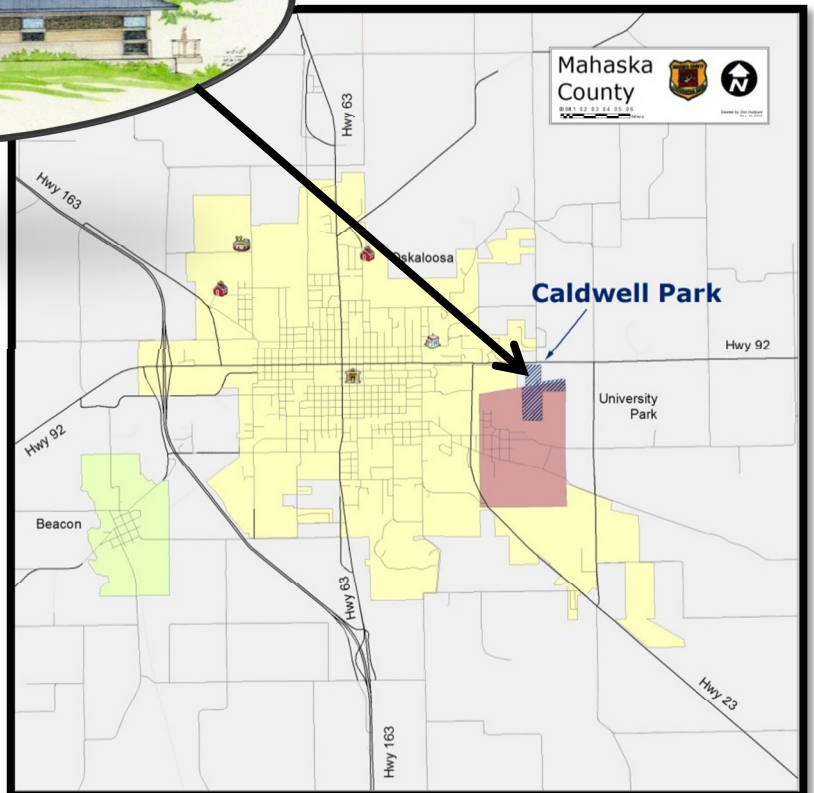 Mahaska
County
N
Hwy 63
Hwy 163
Oskaloosa
Caldwell Park
Hwy 92
University
Park
Hwy 92
Beacon
Hwy 63
Hwy 23
Hwy 163